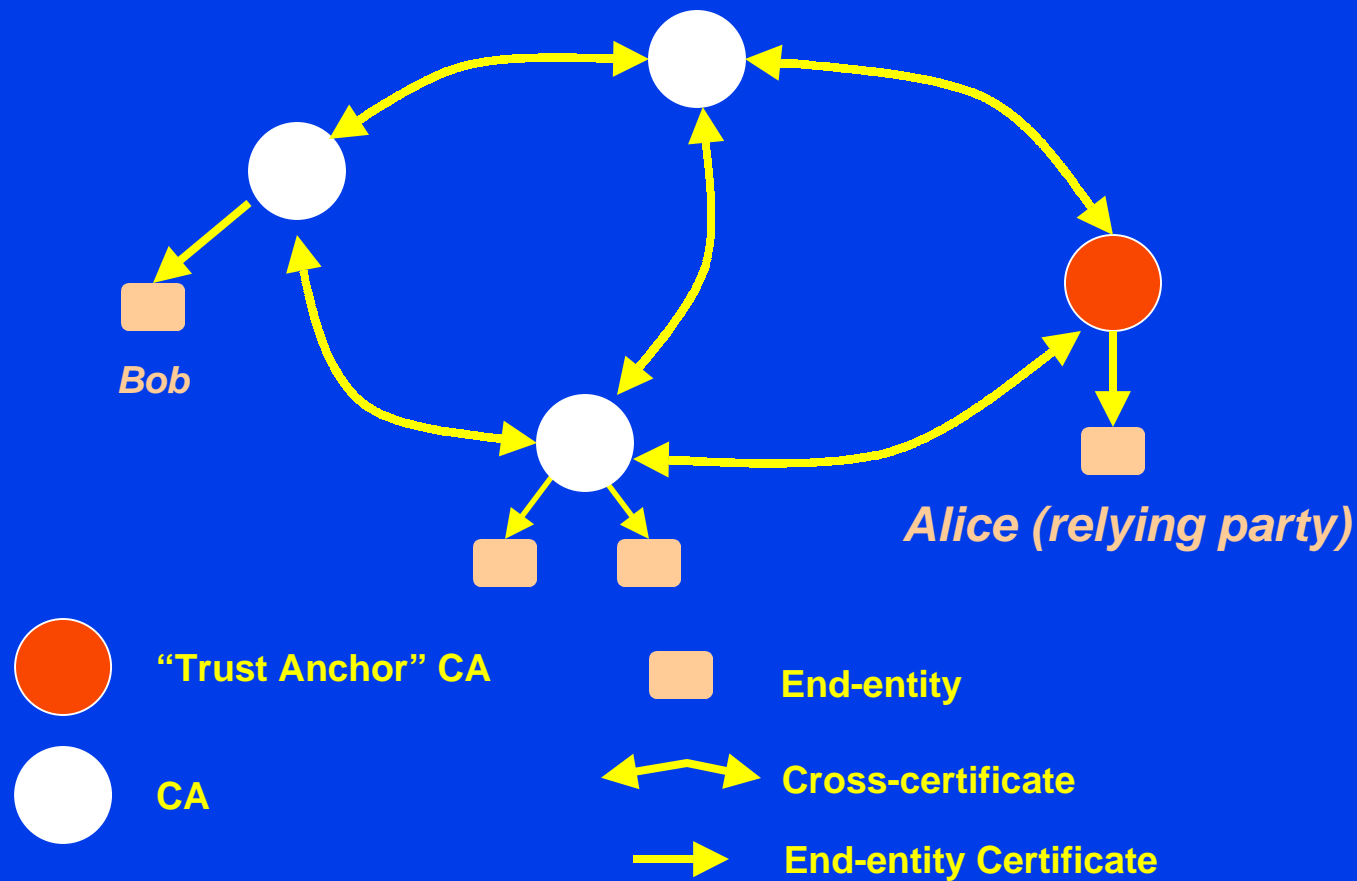 Bob
Alice (relying party)
“Trust Anchor” CA
End-entity
CA
Cross-certificate
End-entity Certificate